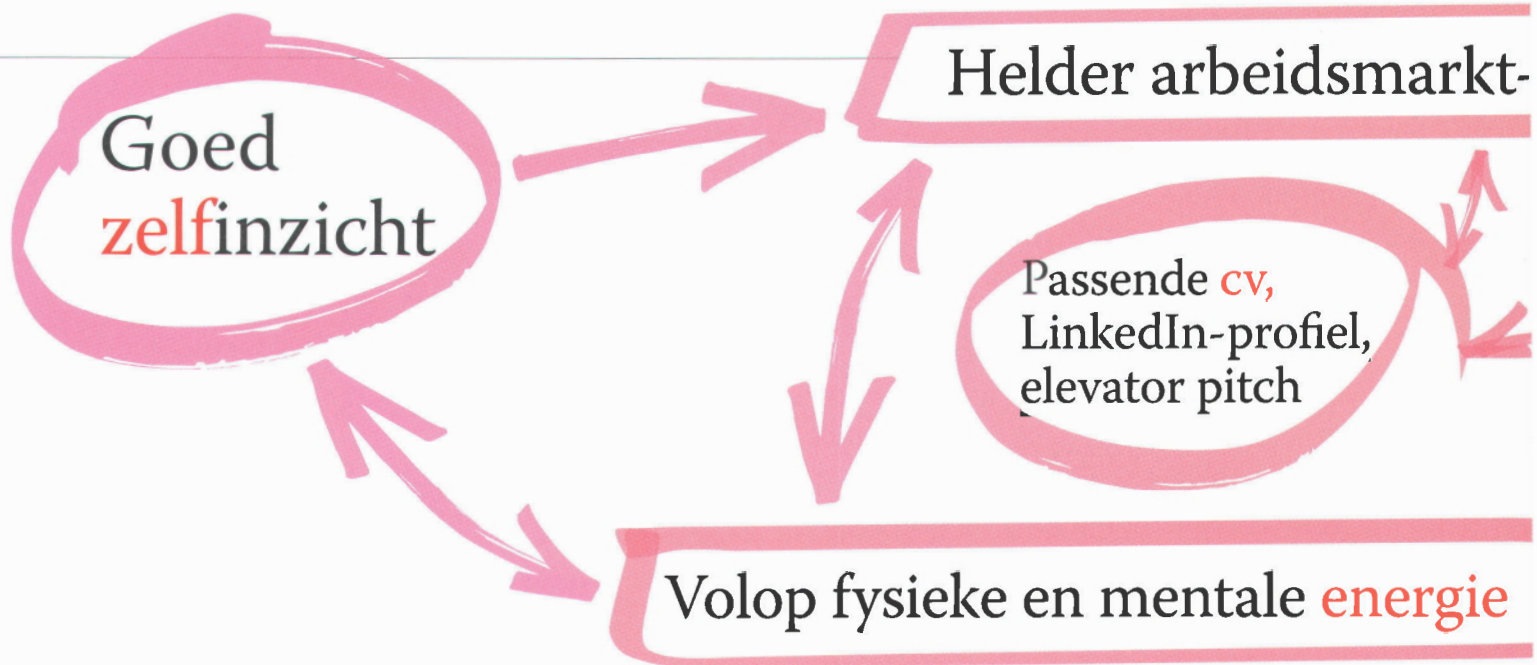 Goed
zelfinzicht
Helder arbeidsmarkt-
Passende cv,
LinkedIn-profiel,
elevator pitch
Volop fysieke en mentale energie